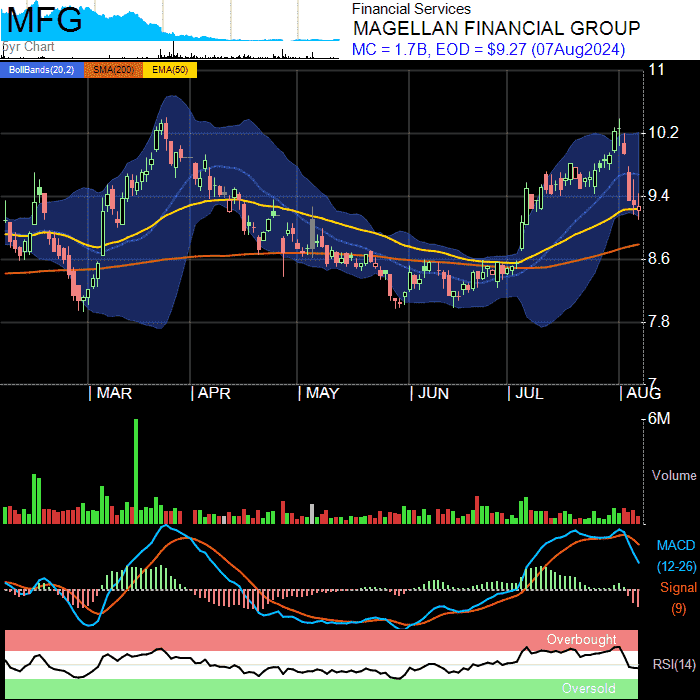 MFG
5yr Chart
Financial Services
MAGELLAN FINANCIAL GROUP
MC = 1.7B, EOD = $9.27 (07Aug2024)
BollBands(20,2) SMA(200) EMA(50)
11
10.2
9.4
8.6
7.8
7
MAR APR MAY JUN JUL AUG
6M
Volume
MACD
(12-26)
Signal
(9)
Overbought
RSI(14)
Oversold